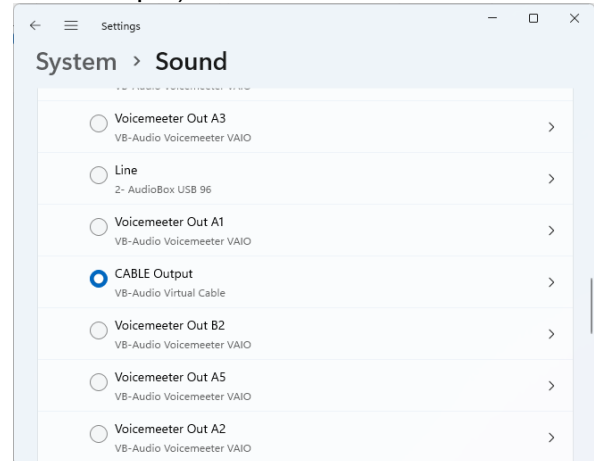 Settings
System > Sound
Voicemeeter Out A3
VB-Audio Voicemeeter VAIO
Line
2- AudioBox USB 96
Voicemeeter Out A1
VB-Audio Voicemeeter VAIO
CABLE Output
VB-Audio Virtual Cable
Voicemeeter Out B2
VB-Audio Voicemeeter VAIO
Voicemeeter Out A5
VB-Audio Voicemeeter VAIO
Voicemeeter Out A2
VB-Audio Voicemeeter VAIO